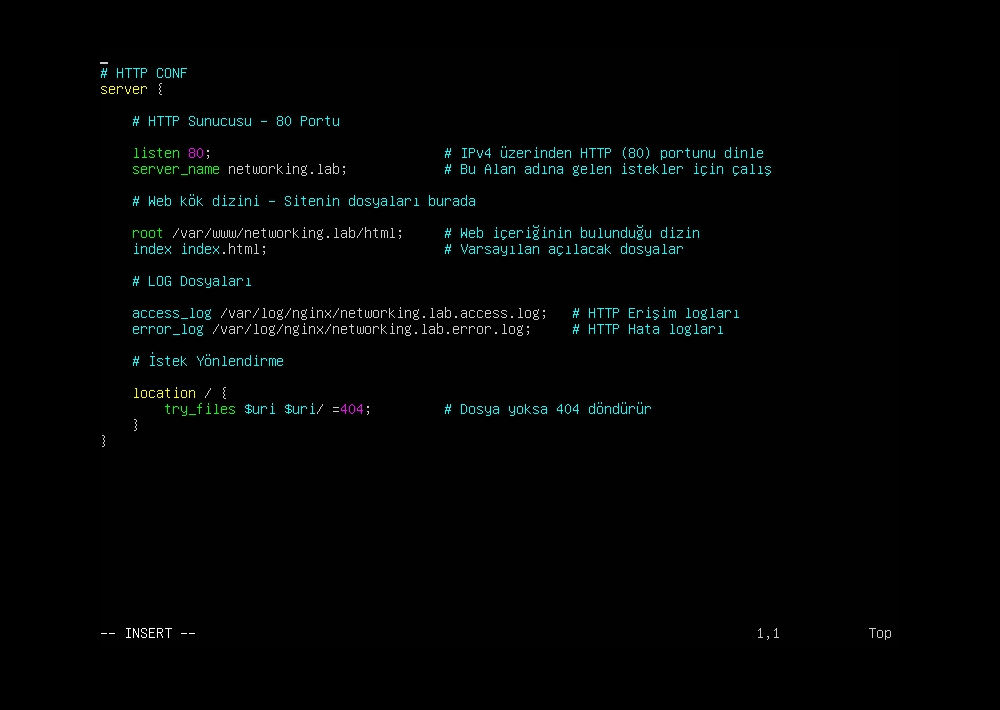 # HTTP CONF
server {
# HTTP Sunucusu - 80 Portu
listen 80; # IPv4 üzerinden HTTP (80) portunu dinle
server_name networking.lab; # Bu Alan adına gelen istekler için çalış
# Web kök dizini - Sitenin dosyaları burada
root /var/www/networking.lab/html; # Web içeriğinin bulunduğu dizin
index index.html; # Varsayılan açılacak dosyalar
# LOG Dosyaları
access_log /var/log/nginx/networking.lab.access.log; # HTTP Erişim logları
error_log /var/log/nginx/networking.lab.error.log; # HTTP Hata logları
# İstek Yönlendirme
location / {
try_files $uri $uri/ =404; # Dosya yoksa 404 döndürür
}
}
-- INSERT -- 1,1 Top